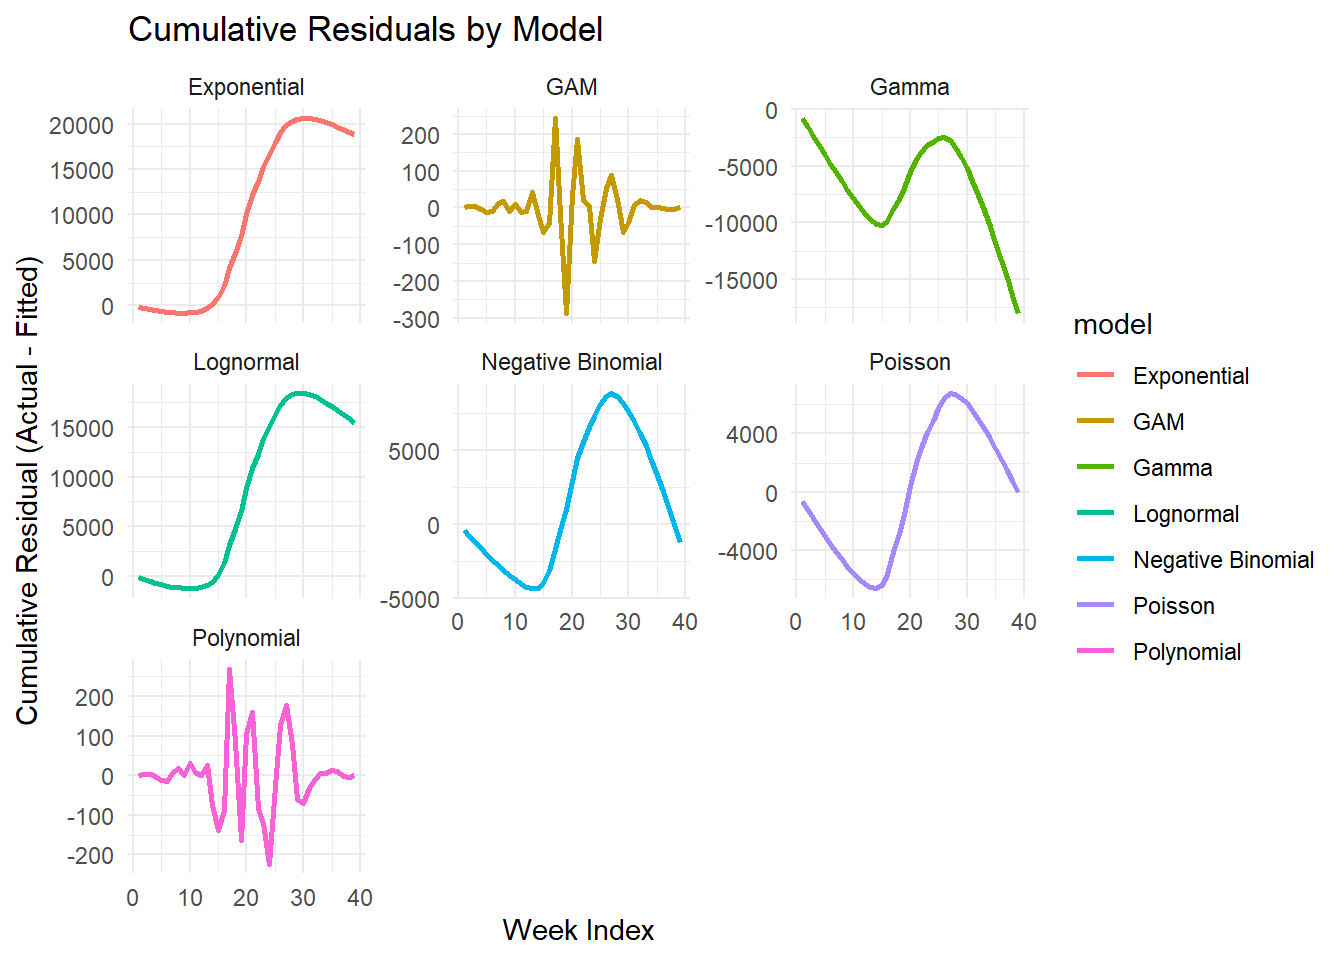 Cumulative Residuals by Model
Exponential
GAM
Gamma
20000
15000
10000
5000
0
200
100
0
-100
-200
-300
0
-5000
-10000
-15000
Lognormal
Negative Binomial
Poisson
15000
10000
5000
0
5000
0
-5000
0 10 20 30 40
4000
0
-4000
0 10 20 30 40
Polynomial
200
100
0
-100
-200
0 10 20 30 40
Week Index
Cumulative Residual (Actual - Fitted)
model
Exponential
GAM
Gamma
Lognormal
Negative Binomial
Poisson
Polynomial